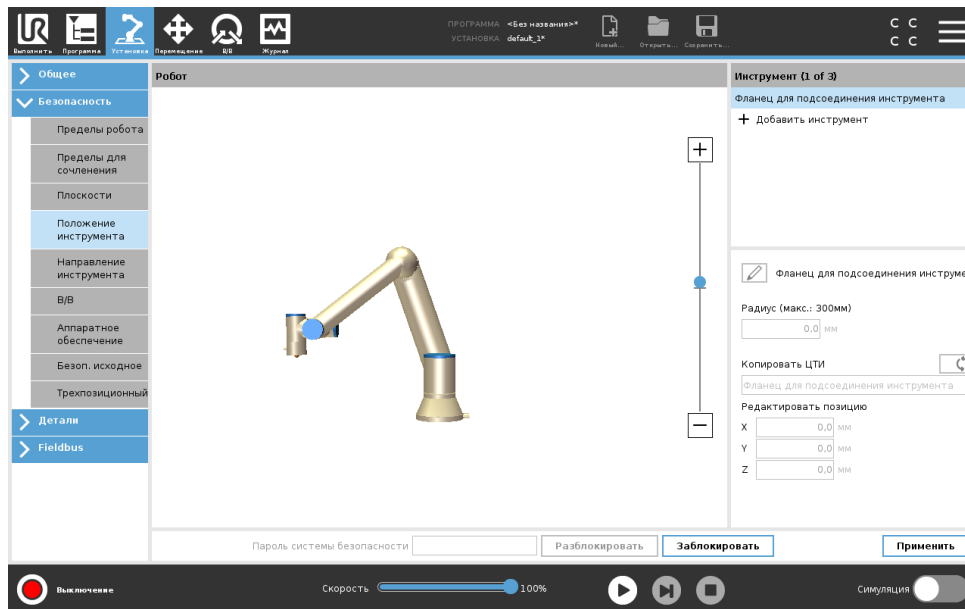 ПРОГРАММА <Без названия>*
УСТАНОВКА default_1*
C C
C C
Выполнить Программа Установка Перемещение В/В Журнал
Новый... Открыть... Сохранить...
Общее
Безопасность
Пределы робота
Пределы для
сочленения
Плоскости
Положение
инструмента
Направление
инструмента
В/В
Аппаратное
обеспечение
Безоп. исходное
Трехпозиционный
Детали
Fieldbus
Робот
Инструмент (1 of 3)
Фланец для подсоединения инструмента
Добавить инструмент
Фланец для подсоединения инструме
Радиус (макс.: 300мм)
0,0 мм
Копировать ЦТИ
Фланец для подсоединения инструмента
Редактировать позицию
X 0,0 мм
Y 0,0 мм
Z 0,0 мм
Пароль системы безопасности Разблокировать Заблокировать Применить
Выключение Скорость 100% Симуляция